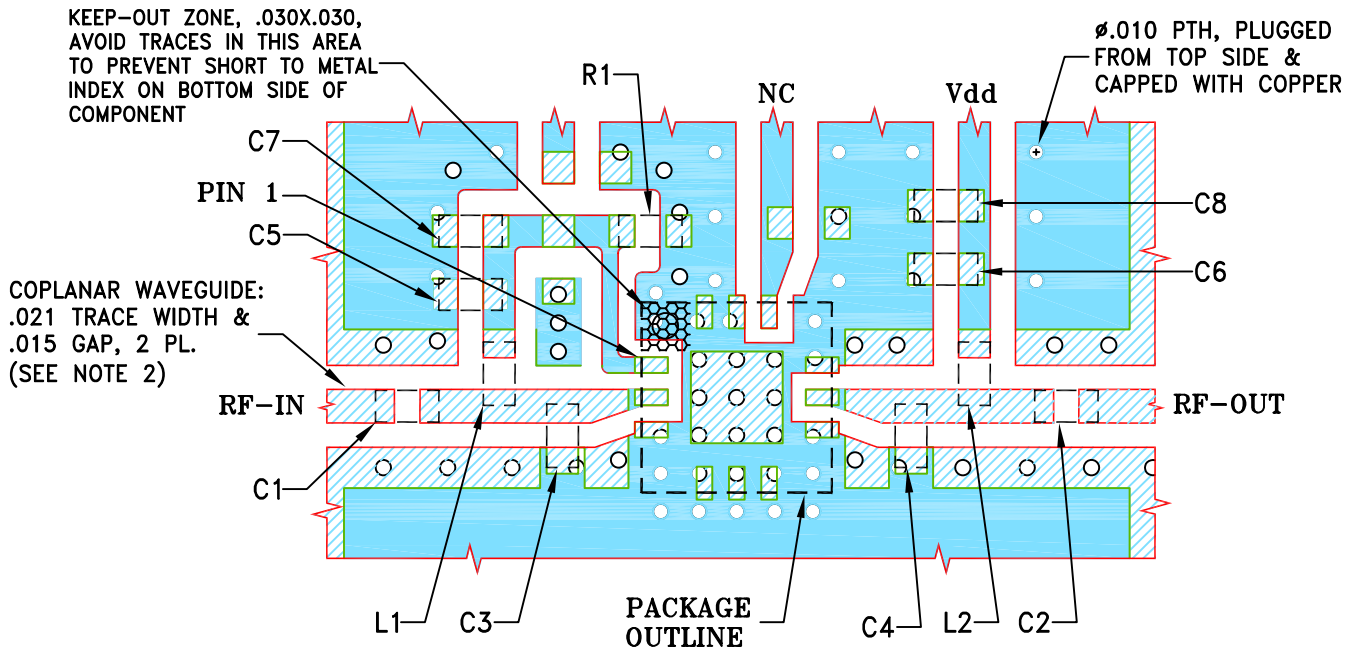 KEEP-OUT ZONE, .030X.030,
AVOID TRACES IN THIS AREA
TO PREVENT SHORT TO METAL
INDEX ON BOTTOM SIDE OF
COMPONENT
R1
NC
Vdd
Ø.010 PTH, PLUGGED
FROM TOP SIDE &
CAPPED WITH COPPER
C7
PIN 1
C5
C8
C6
COPLANAR WAVEGUIDE:
.021 TRACE WIDTH &
.015 GAP, 2 PL.
(SEE NOTE 2)
RF-IN
RF-OUT
C1
L1
C3
PACKAGE
OUTLINE
C4
L2
C2